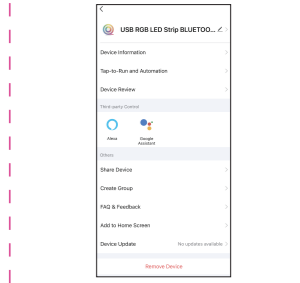 USB RGB LED Strip BLUETOO...
Device Information
Tap-to-Run and Automation
Device Review
Third-party Control
Alexa
Google
Assistant
Others
Share Device
Create Group
FAQ & Feedback
Add to Home Screen
Device Update No updates available
Remove Device